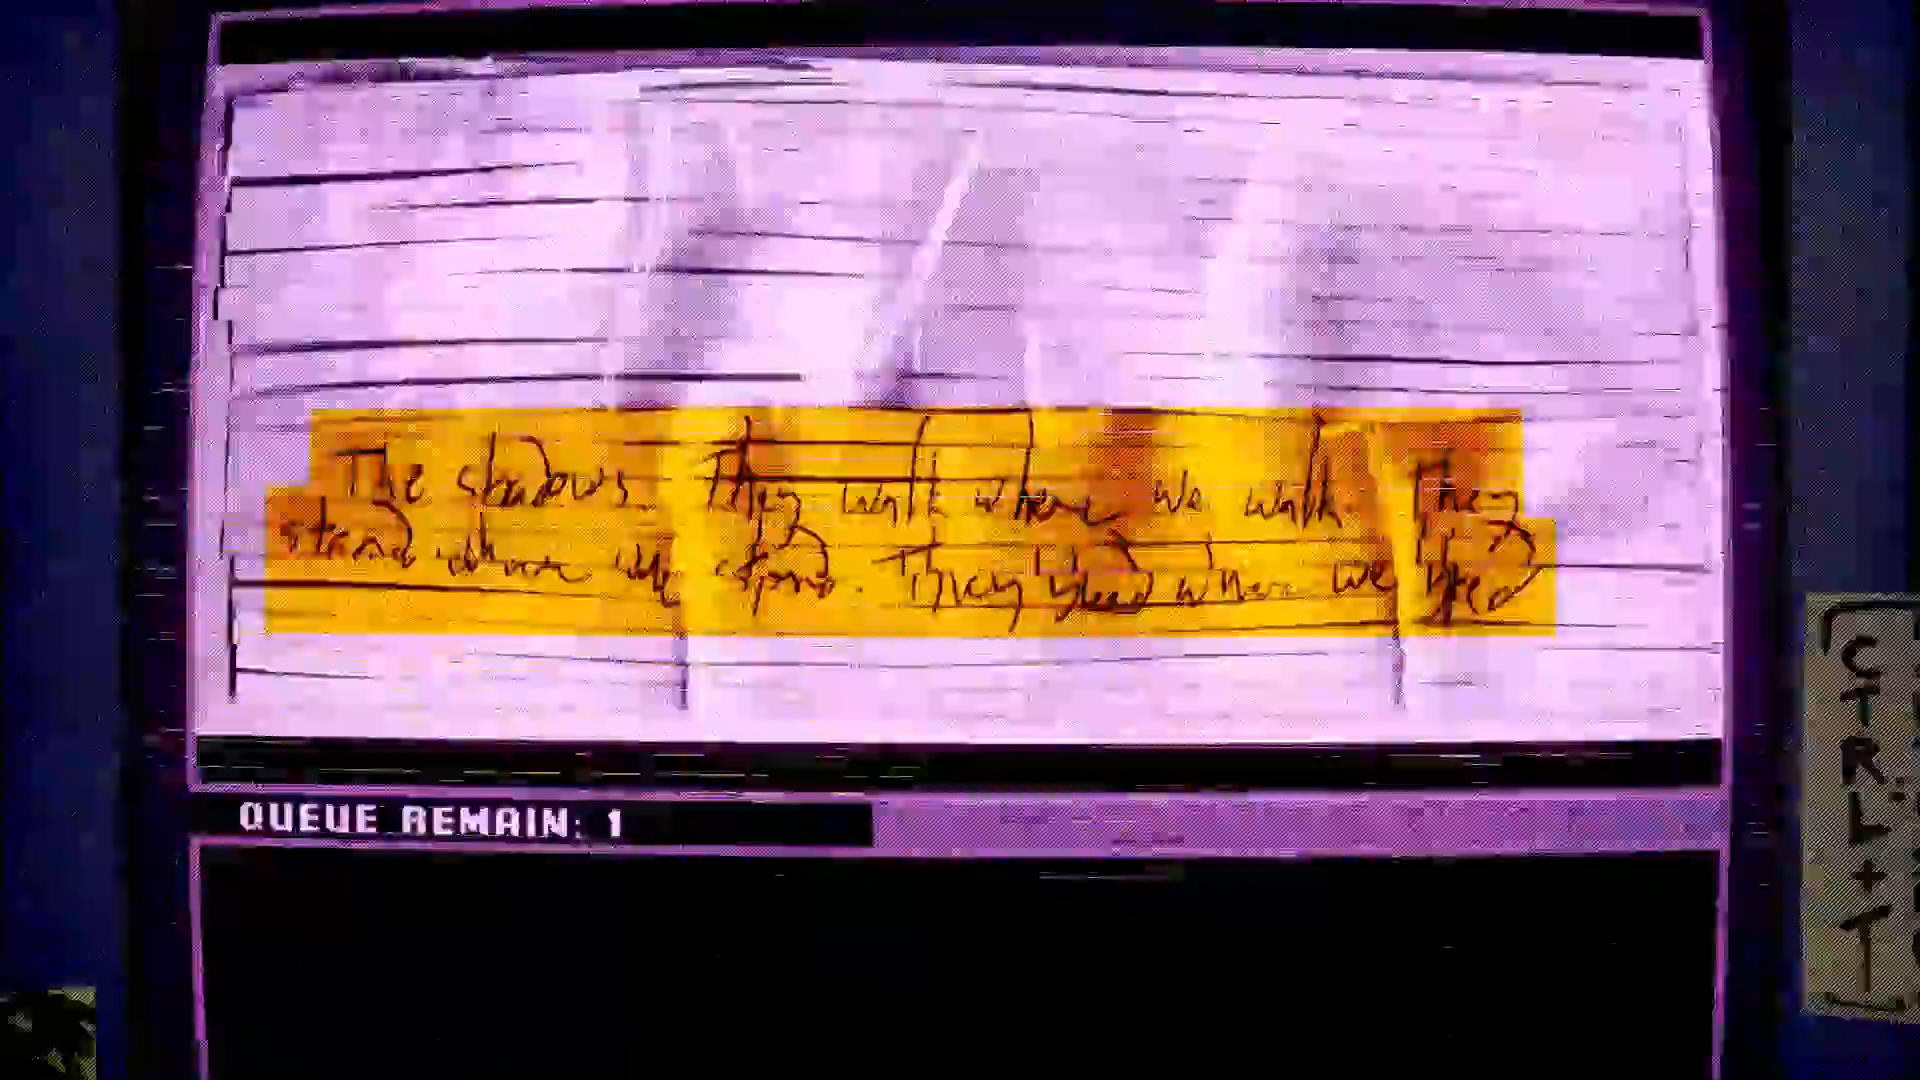 The shadows. They walk where we walk. They
stand where we stand. They bleed where we bleed
QUEUE REMAIN: 1
CTRL+T